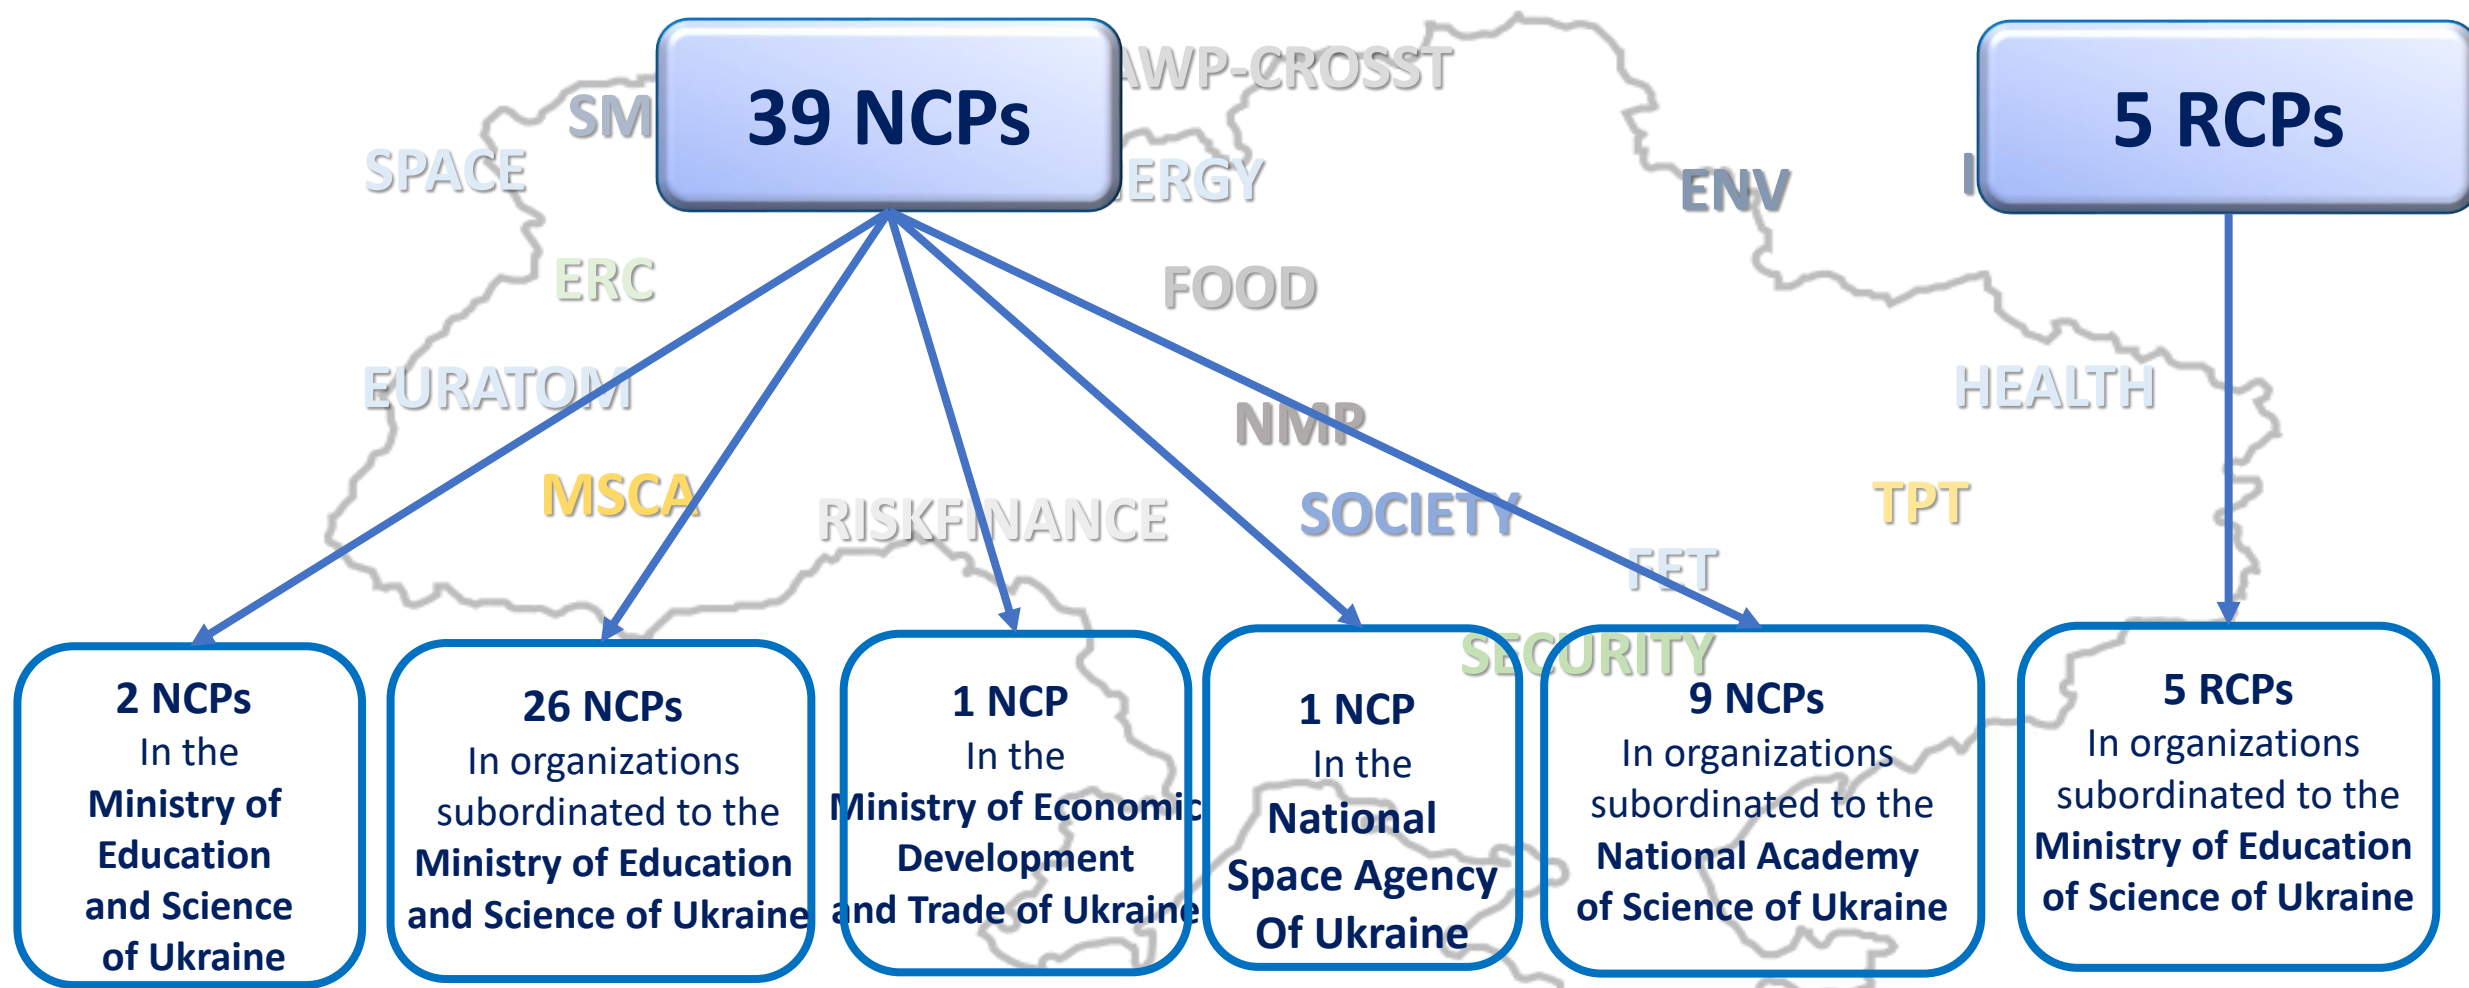 39 NCPs
5 RCPs
AWP-CROSST
SPACE
ENV
ERC
FOOD
EURATOM
HEALTH
NMP
MSCA
RISKFINANCE
SOCIETY
TPT
FET
SECURITY
2 NCPs
In the
Ministry of
Education
and Science
of Ukraine
26 NCPs
In organizations
subordinated to the
Ministry of Education
and Science of Ukraine
1 NCP
In the
Ministry of Economic
Development
and Trade of Ukraine
1 NCP
In the
National
Space Agency
Of Ukraine
9 NCPs
In organizations
subordinated to the
National Academy
of Science of Ukraine
5 RCPs
In organizations
subordinated to the
Ministry of Education
of Science of Ukraine